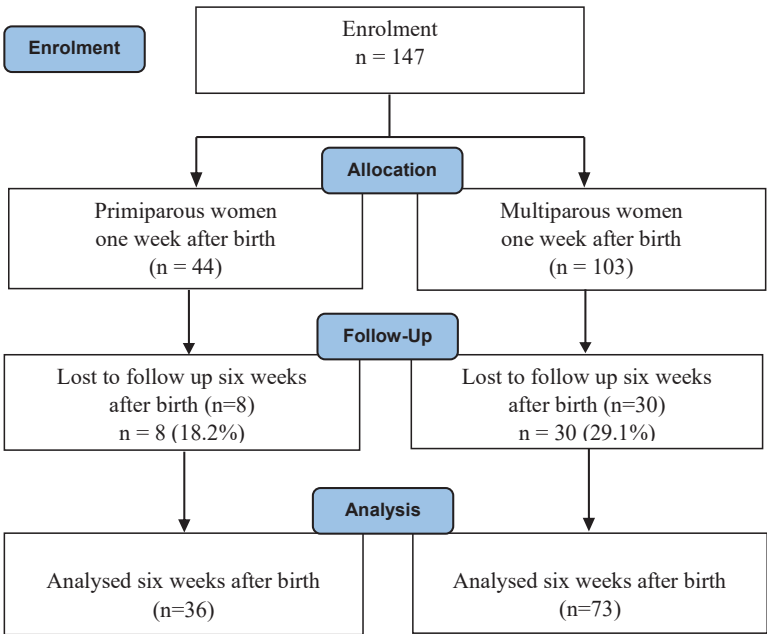 Enrolment
Enrolment
n = 147
Allocation
Primiparous women
one week after birth
(n = 44)
Multiparous women
one week after birth
(n = 103)
Follow-Up
Lost to follow up six weeks
after birth (n=8)
n = 8 (18.2%)
Lost to follow up six weeks
after birth (n=30)
n = 30 (29.1%)
Analysis
Analysed six weeks after birth
(n=36)
Analysed six weeks after birth
(n=73)